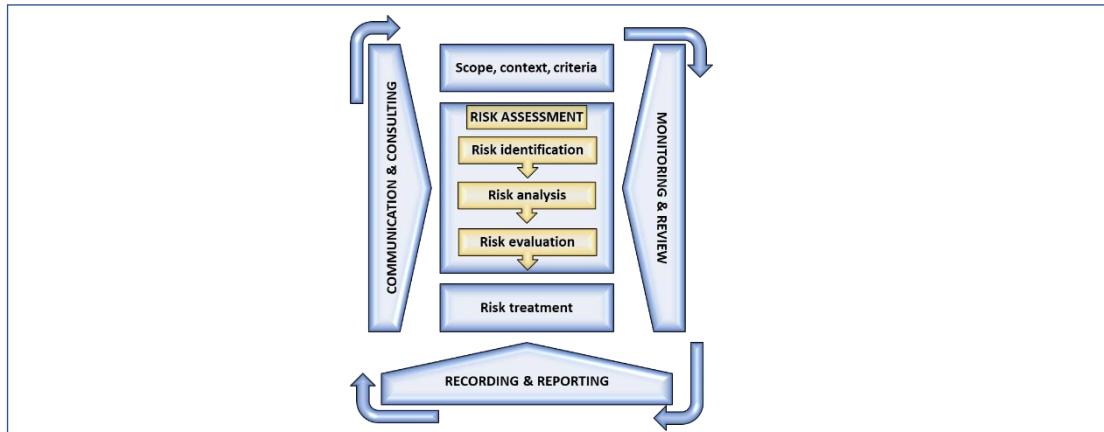 Scope, context, criteria
RISK ASSESSMENT
Risk identification
Risk analysis
Risk evaluation
Risk treatment
COMMUNICATION & CONSULTING
MONITORING & REVIEW
RECORDING & REPORTING